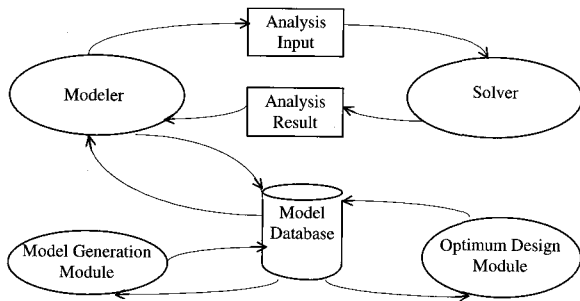 Analysis
Input
Modeler
Solver
Analysis
Result
Model
Database
Model Generation
Module
Optimum Design
Module